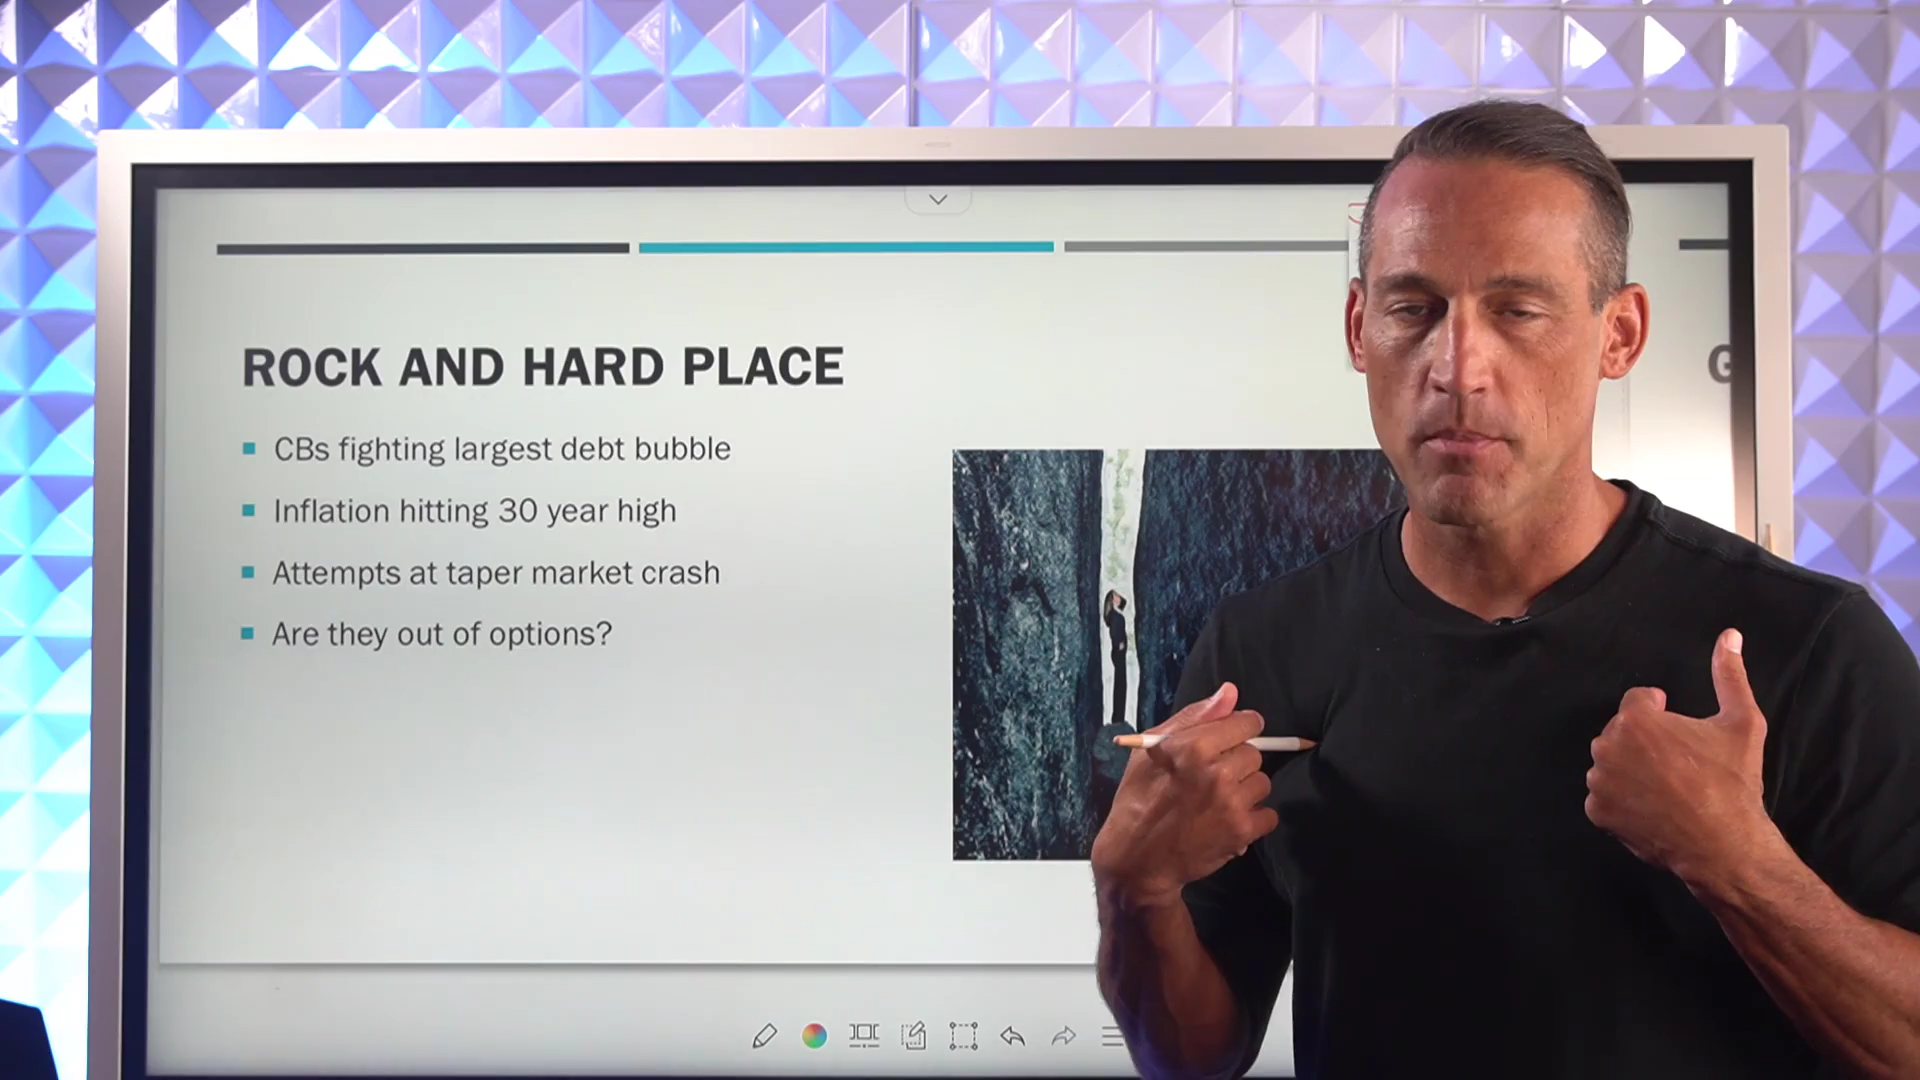 ROCK AND HARD PLACE
CBs fighting largest debt bubble
Inflation hitting 30 year high
Attempts at taper market crash
Are they out of options?
G